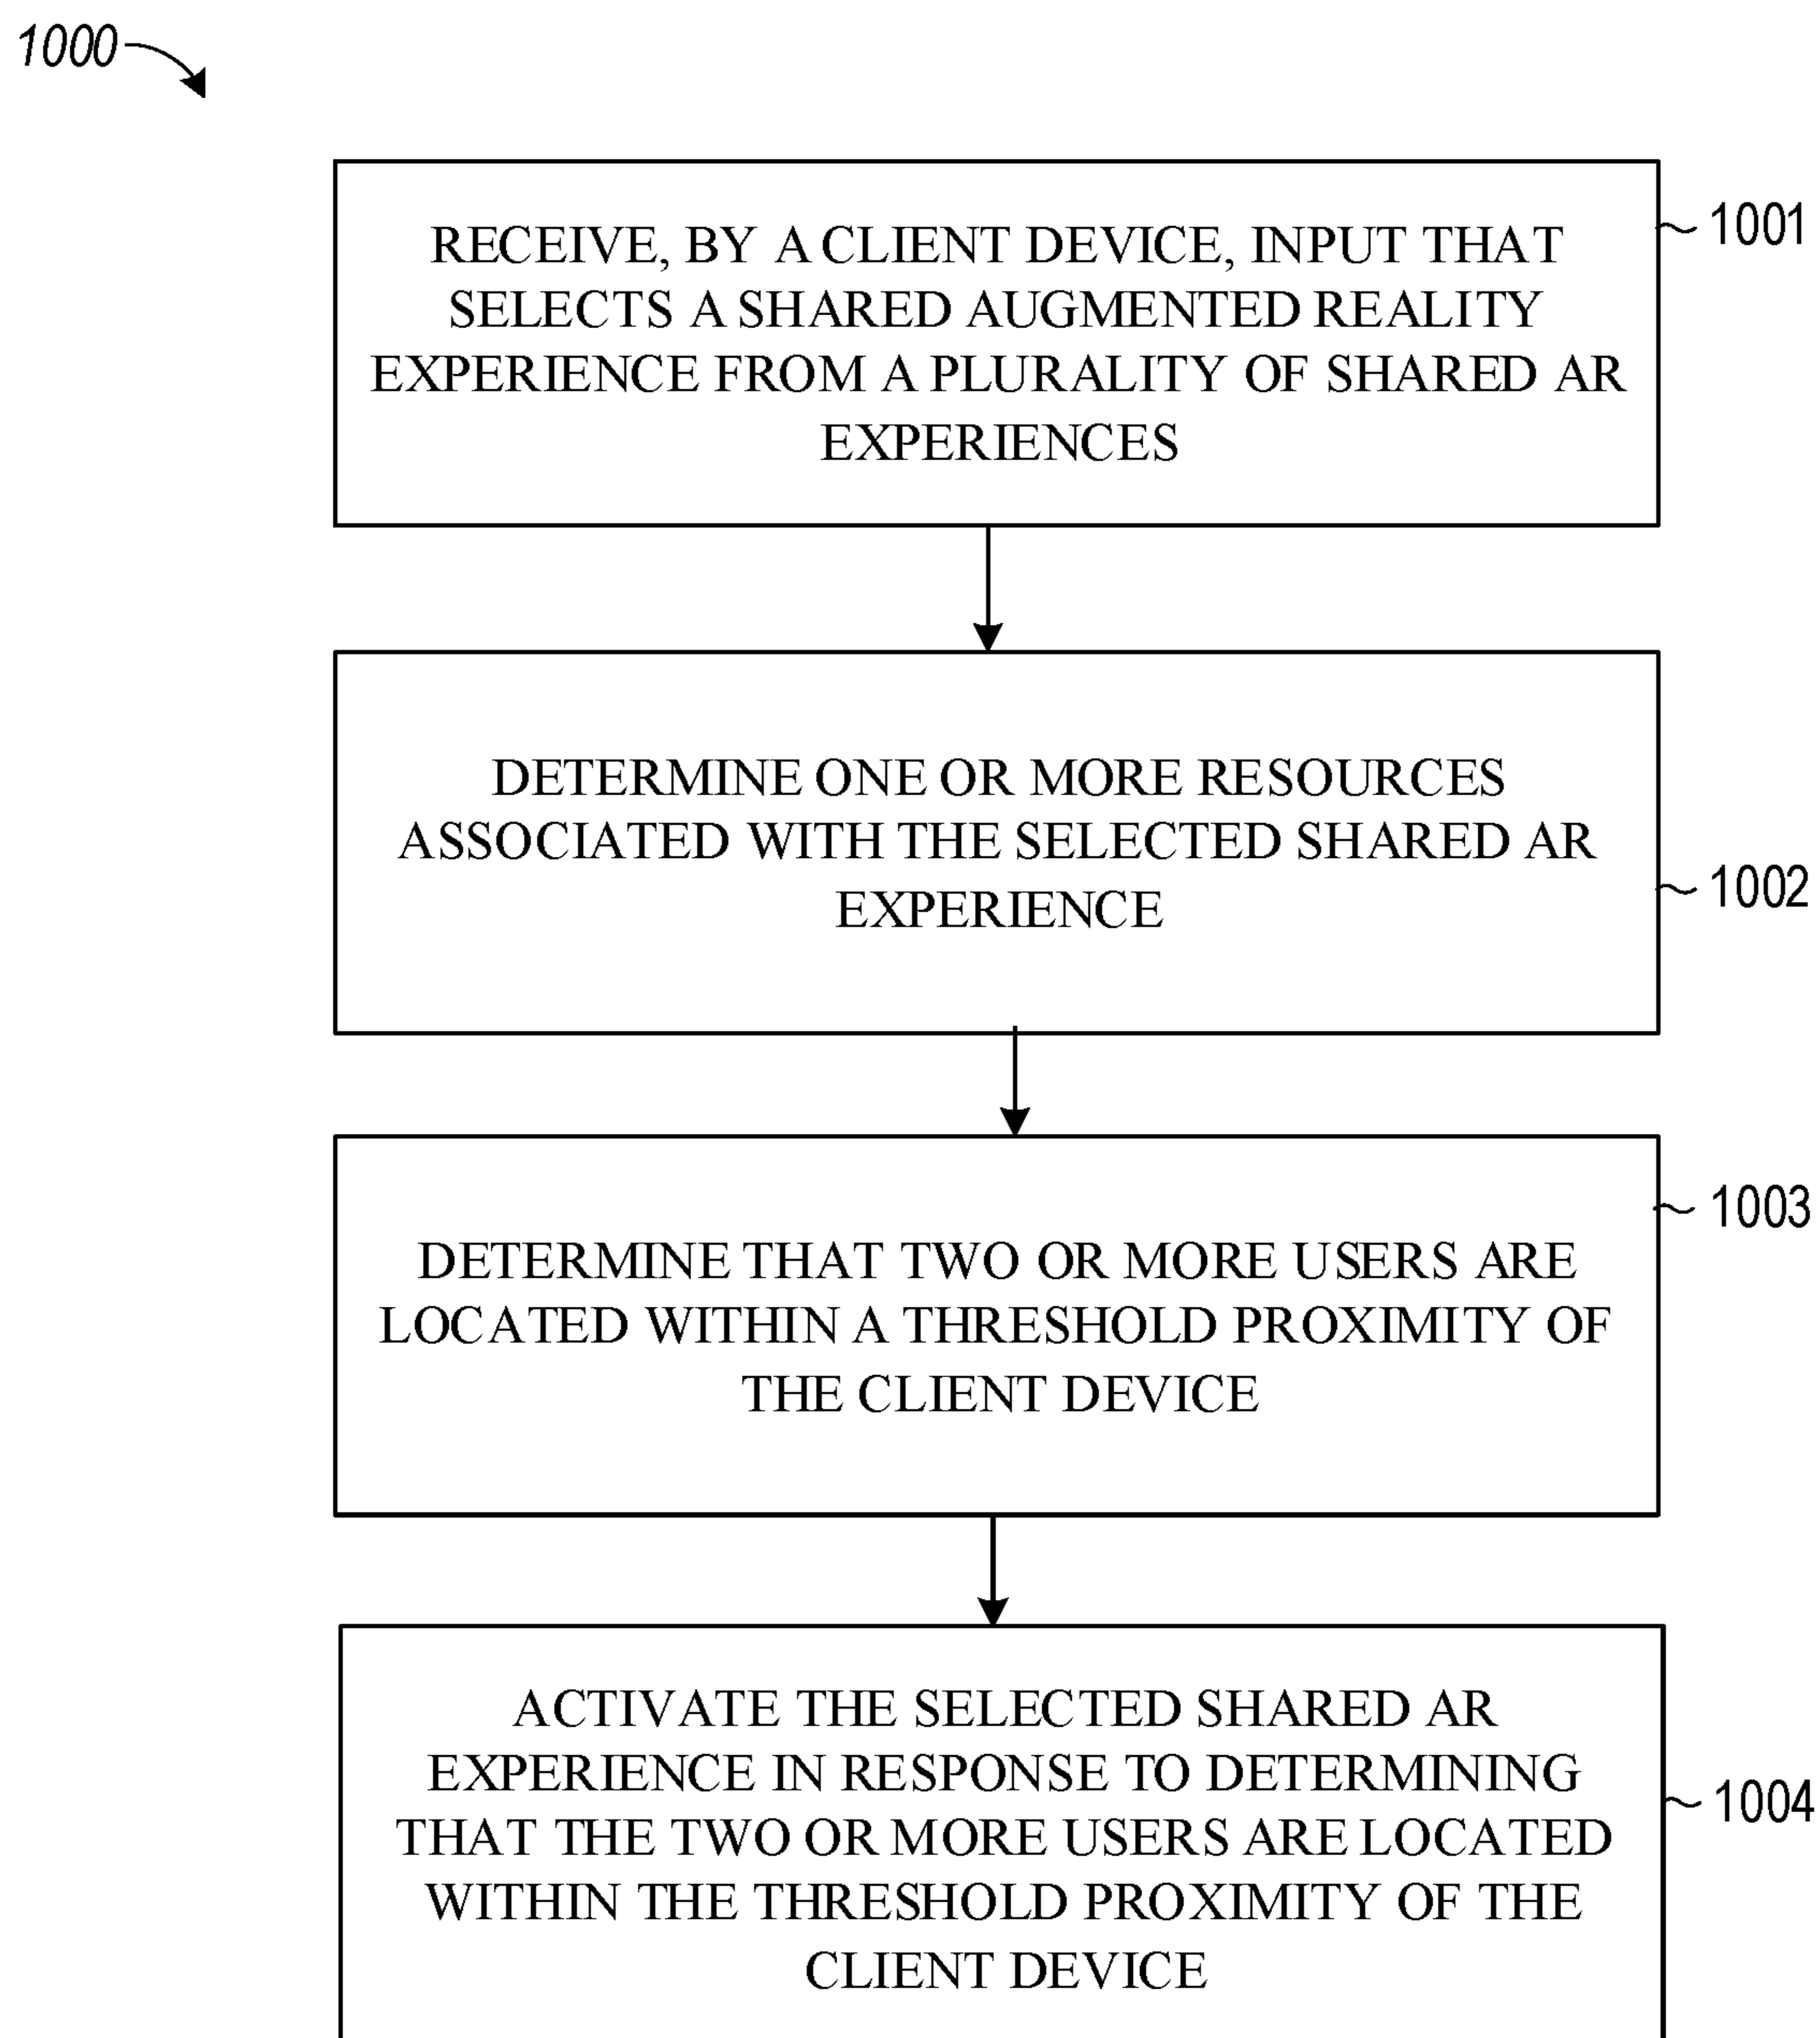 1000
RECEIVE, BY A CLIENT DEVICE, INPUT THAT
SELECTS A SHARED AUGMENTED REALITY
EXPERIENCE FROM A PLURALITY OF SHARED AR
EXPERIENCES
1001
DETERMINE ONE OR MORE RESOURCES
ASSOCIATED WITH THE SELECTED SHARED AR
EXPERIENCE
1002
DETERMINE THAT TWO OR MORE USERS ARE
LOCATED WITHIN A THRESHOLD PROXIMITY OF
THE CLIENT DEVICE
1003
ACTIVATE THE SELECTED SHARED AR
EXPERIENCE IN RESPONSE TO DETERMINING
THAT THE TWO OR MORE USERS ARE LOCATED
WITHIN THE THRESHOLD PROXIMITY OF THE
CLIENT DEVICE
1004